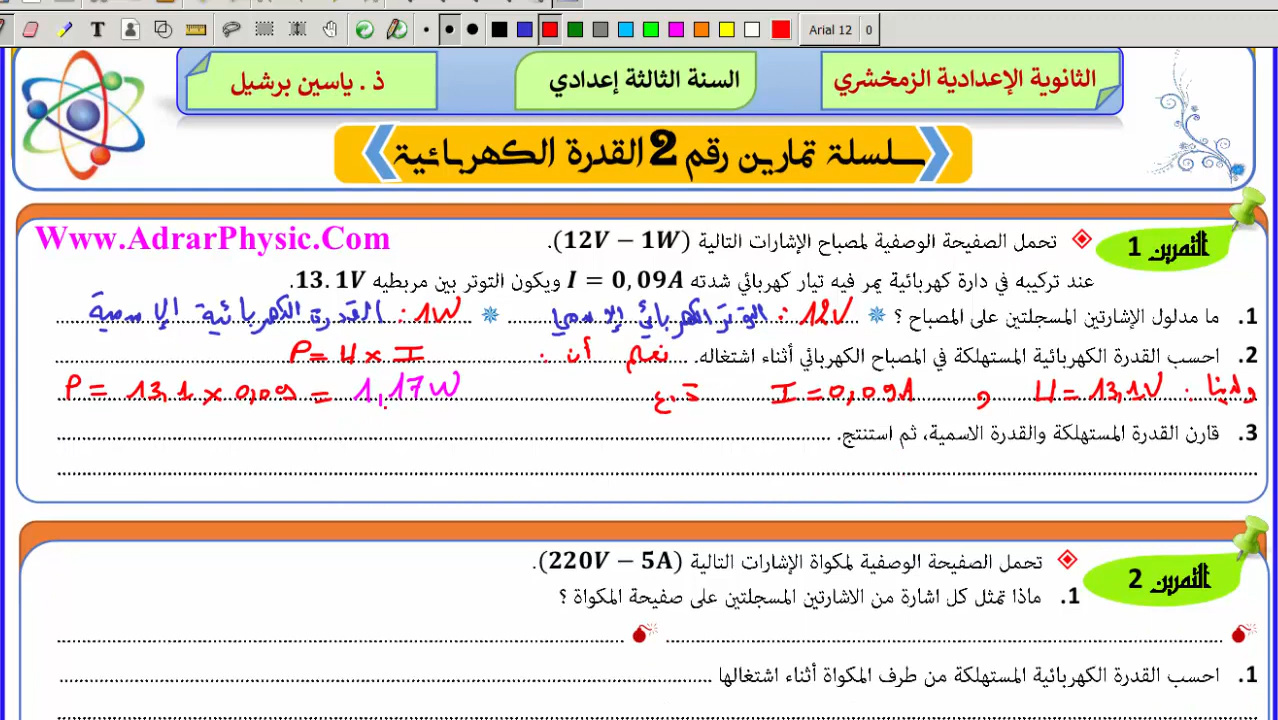 T Arial 12 0
الثانوية الإعدادية الزمخشري
السنة الثالثة إعدادي
ذ . ياسين برشيل
سلسلة تمارين رقم 2 القدرة الكهربائية
Www.AdrarPhysic.Com
التمرين 1
تحمل الصفيحة الوصفية لمصباح الإشارات التالية (12V − 1W).
عند تركيبه في دارة كهربائية يمر فيه تيار كهربائي شدته I = 0,09A ويكون التوتر بين مربطيه 13.1V.
1. ما مدلول الإشارتين المسجلتين على المصباح ؟ 12V : التوتر الكهربائي الإسمي 1W : القدرة الكهربائية الإسمية
2. احسب القدرة الكهربائية المستهلكة في المصباح الكهربائي أثناء اشتغاله. نعلم أن : P = U × I
ولدينا : U = 13,1V و I = 0,09A ت.ع P = 13,1 × 0,09 = 1,17W
3. قارن القدرة المستهلكة والقدرة الاسمية، ثم استنتج.
التمرين 2
تحمل الصفيحة الوصفية لمكواة الإشارات التالية (220V − 5A).
1. ماذا تمثل كل اشارة من الاشارتين المسجلتين على صفيحة المكواة ؟
1. احسب القدرة الكهربائية المستهلكة من طرف المكواة أثناء اشتغالها